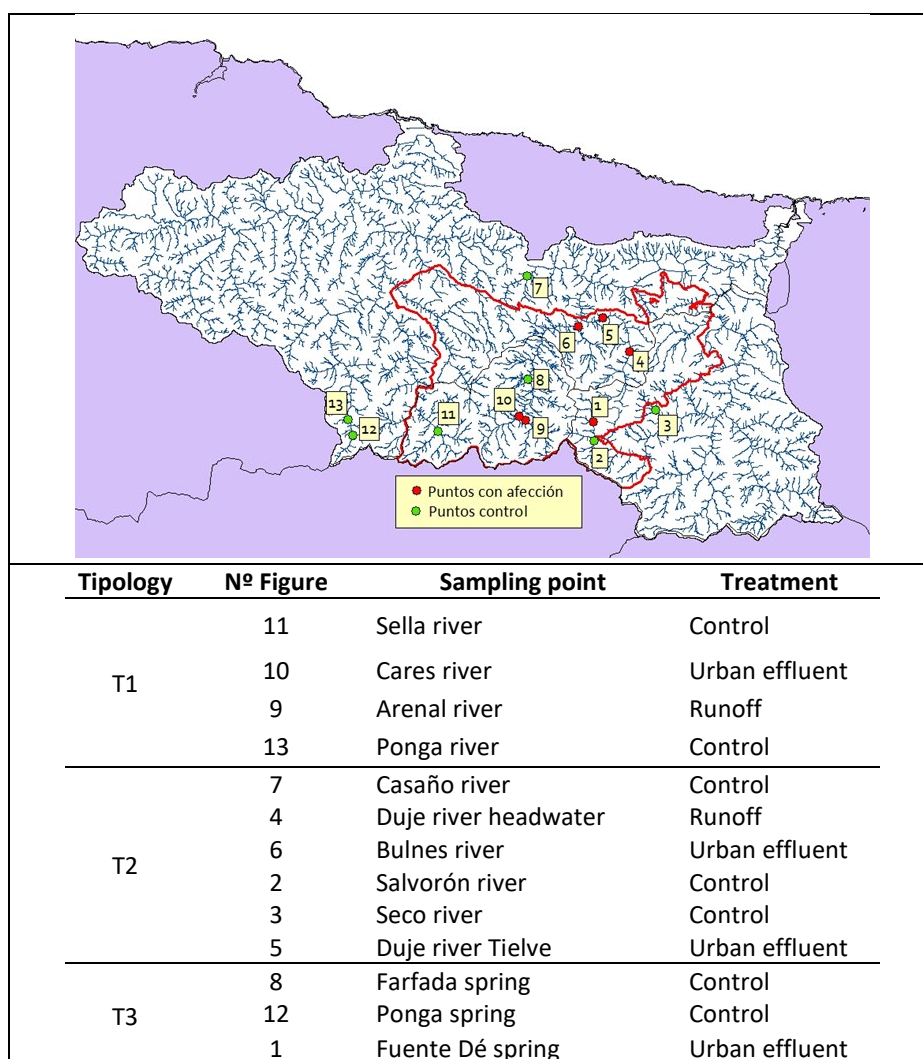 7
6
5
4
8
10
9
11
13
12
1
2
3
Puntos con afección
Puntos control
Tipology Nº Figure Sampling point Treatment
11 Sella river Control
10 Cares river Urban effluent
T1
9 Arenal river Runoff
13 Ponga river Control
7 Casaño river Control
4 Duje river headwater Runoff
6 Bulnes river Urban effluent
T2
2 Salvorón river Control
3 Seco river Control
5 Duje river Tielve Urban effluent
8 Farfada spring Control
T3 12 Ponga spring Control
1 Fuente Dé spring Urban effluent